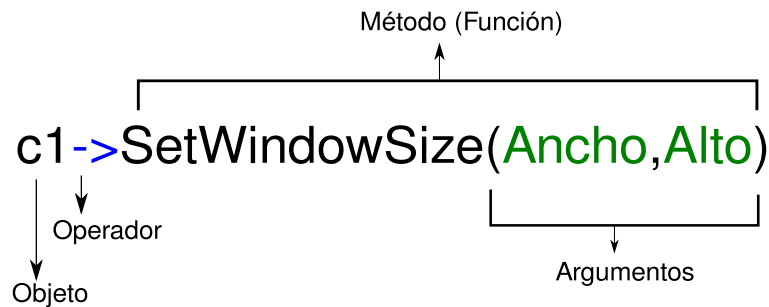 Método (Función)
c1->SetWindowSize(Ancho,Alto)
Operador
Argumentos
Objeto